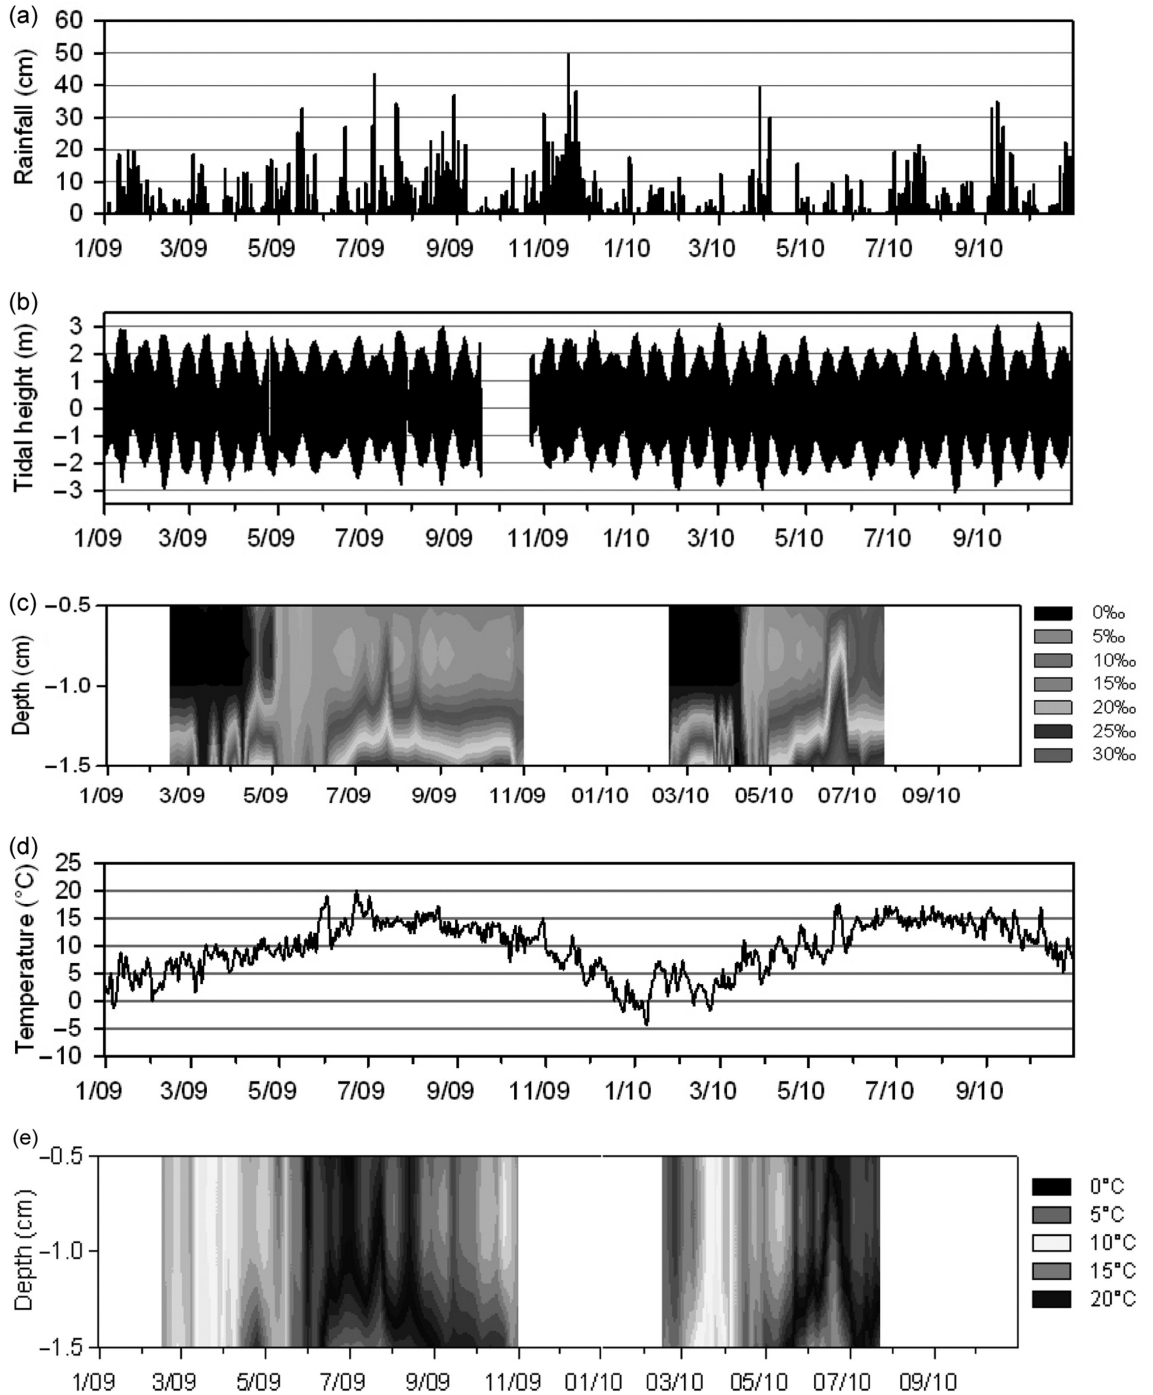 (a)
Rainfall (cm)
60
50
40
30
20
10
0
1/09 3/09 5/09 7/09 9/09 11/09 1/10 3/10 5/10 7/10 9/10
(b)
Tidal height (m)
3
2
1
0
−1
−2
−3
1/09 3/09 5/09 7/09 9/09 11/09 1/10 3/10 5/10 7/10 9/10
(c)
Depth (cm)
−0.5
−1.0
−1.5
1/09 3/09 5/09 7/09 9/09 11/09 01/10 03/10 05/10 07/10 09/10
0‰
5‰
10‰
15‰
20‰
25‰
30‰
(d)
Temperature (°C)
25
20
15
10
5
0
−5
−10
1/09 3/09 5/09 7/09 9/09 11/09 1/10 3/10 5/10 7/10 9/10
(e)
Depth (cm)
−0.5
−1.0
−1.5
1/09 3/09 5/09 7/09 9/09 11/09 01/10 03/10 05/10 07/10 09/10
0°C
5°C
10°C
15°C
20°C